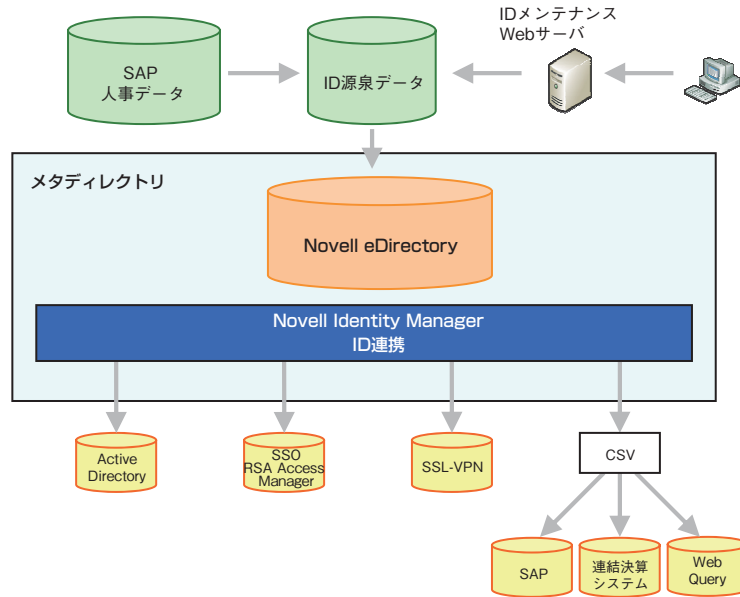 IDメンテナンス
Webサーバ
SAP
人事データ
ID源泉データ
メタディレクトリ
Novell eDirectory
Novell Identity Manager
ID連携
Active
Directory
SSO
RSA Access
Manager
SSL-VPN
CSV
SAP
連結決算
システム
Web
Query